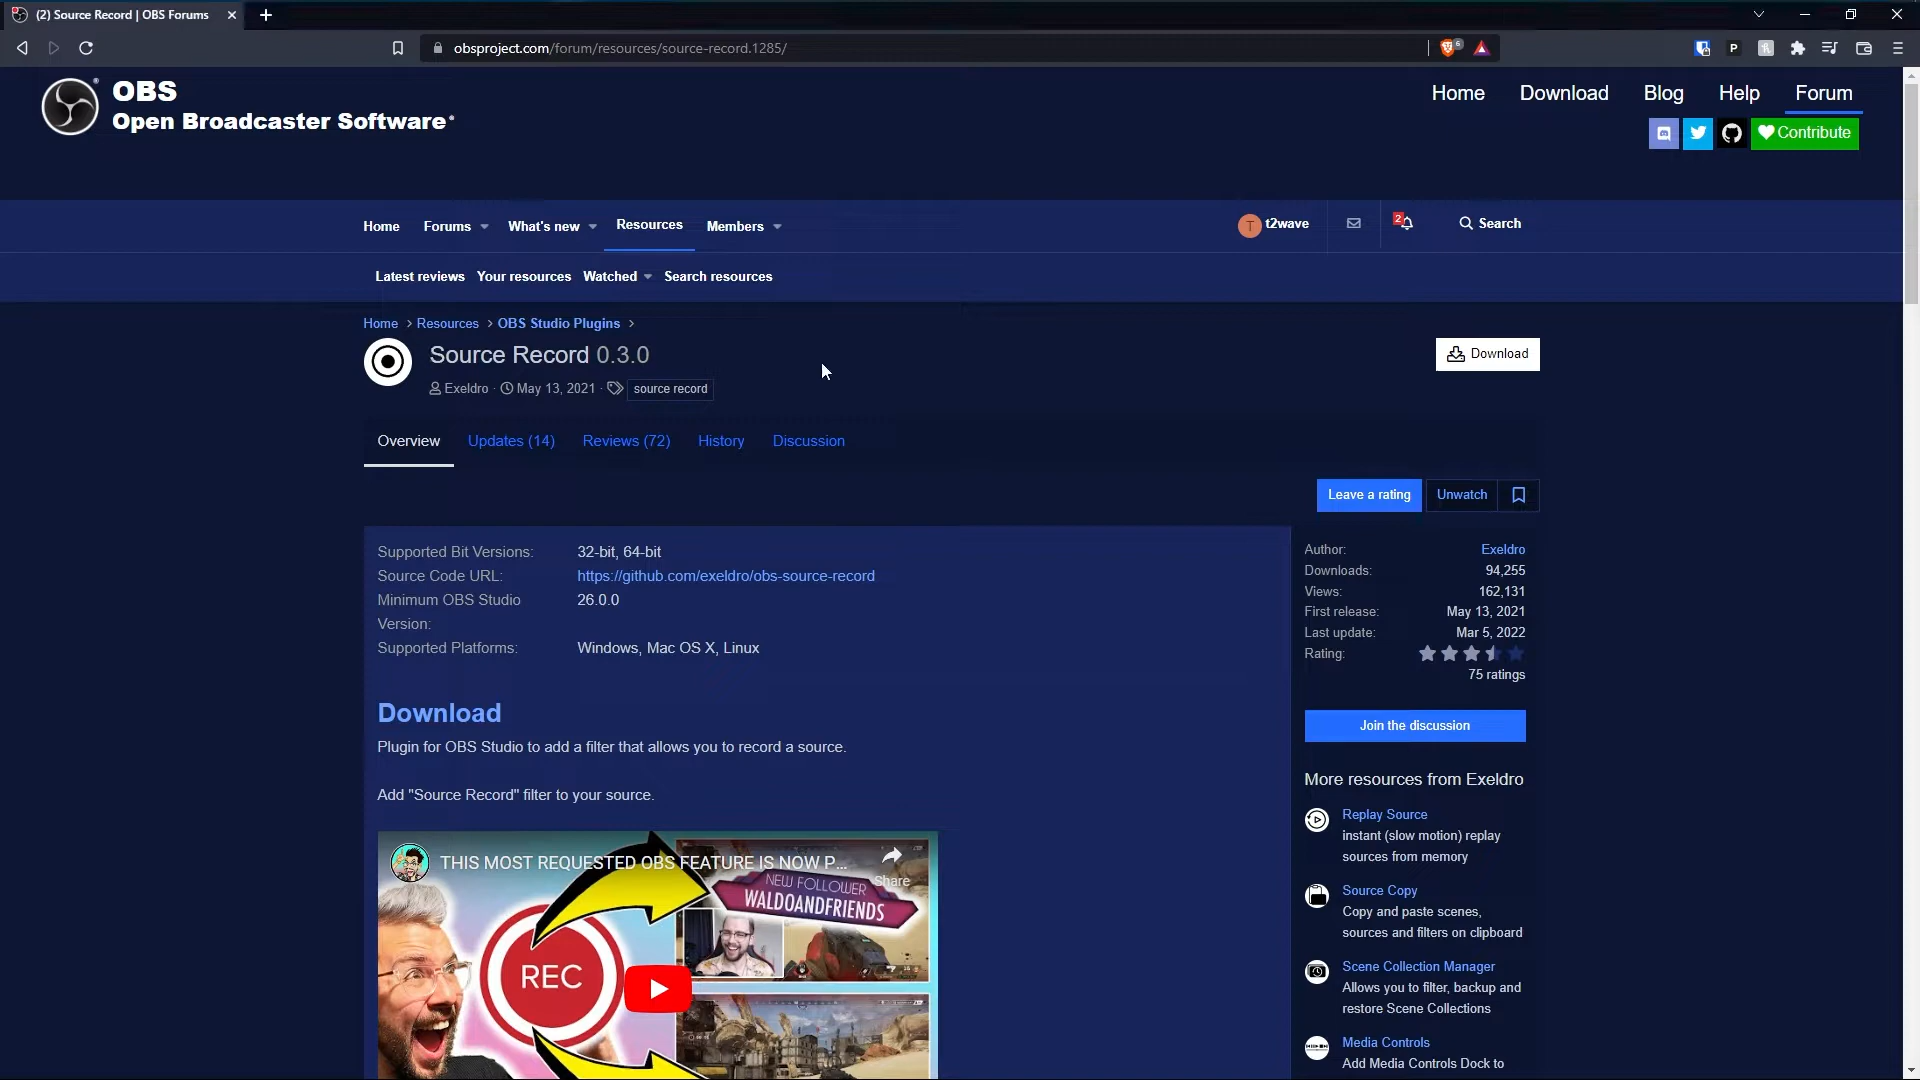 (2) Source Record | OBS Forums
obsproject.com/forum/resources/source-record.1285/
6
P
OBS
Open Broadcaster Software
Home Download Blog Help Forum
Contribute
Home Forums What's new Resources Members
T t2wave 2 Search
Latest reviews Your resources Watched Search resources
Home > Resources > OBS Studio Plugins >
Source Record 0.3.0
Download
Exeldro · May 13, 2021 · source record
Overview Updates (14) Reviews (72) History Discussion
Leave a rating Unwatch
Supported Bit Versions: 32-bit, 64-bit
Source Code URL: https://github.com/exeldro/obs-source-record
Minimum OBS Studio Version: 26.0.0
Supported Platforms: Windows, Mac OS X, Linux
Download
Plugin for OBS Studio to add a filter that allows you to record a source.
Add "Source Record" filter to your source.
THIS MOST REQUESTED OBS FEATURE IS NOW P...
Share
NEW FOLLOWER
WALDOANDFRIENDS
REC
Author: Exeldro
Downloads: 94,255
Views: 162,131
First release: May 13, 2021
Last update: Mar 5, 2022
Rating:
75 ratings
Join the discussion
More resources from Exeldro
Replay Source
instant (slow motion) replay
sources from memory
Source Copy
Copy and paste scenes,
sources and filters on clipboard
Scene Collection Manager
Allows you to filter, backup and
restore Scene Collections
Media Controls
Add Media Controls Dock to